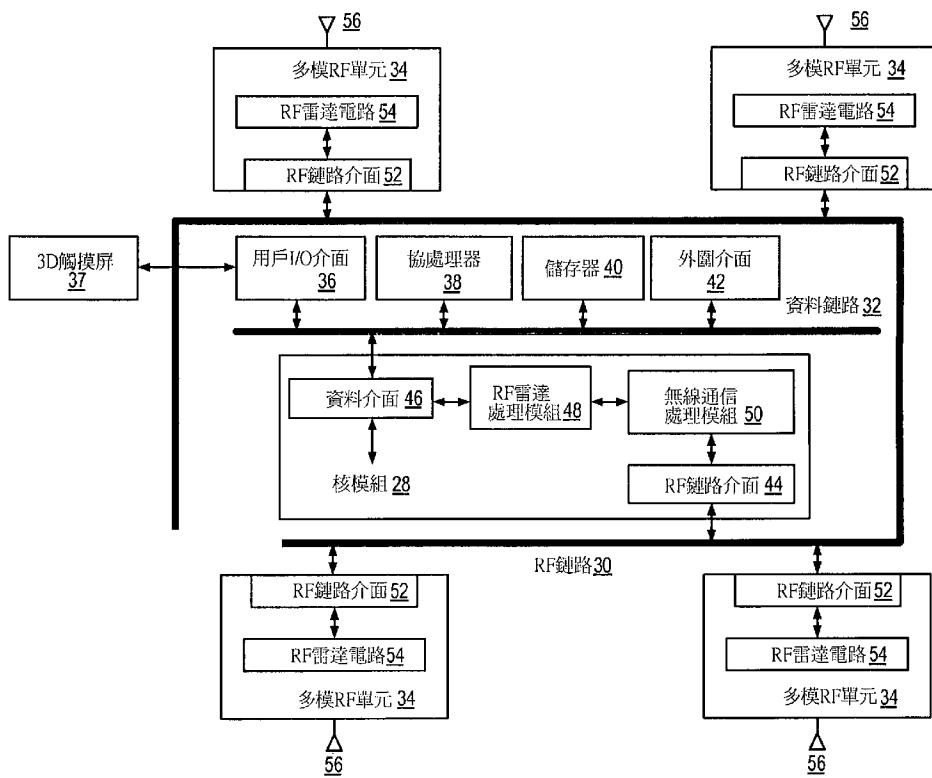 56
56
多模RF單元 34
多模RF單元 34
RF雷達電路 54
RF雷達電路 54
RF鏈路介面 52
RF鏈路介面 52
3D觸摸屏
37
用戶I/O介面
36
協處理器
38
儲存器 40
外圍介面
42
資料鏈路 32
資料介面 46
RF雷達
處理模組 48
無線通信
處理模組 50
核模組 28
RF鏈路介面 44
RF鏈路 30
RF鏈路介面 52
RF鏈路介面 52
RF雷達電路 54
RF雷達電路 54
多模RF單元 34
多模RF單元 34
56
56